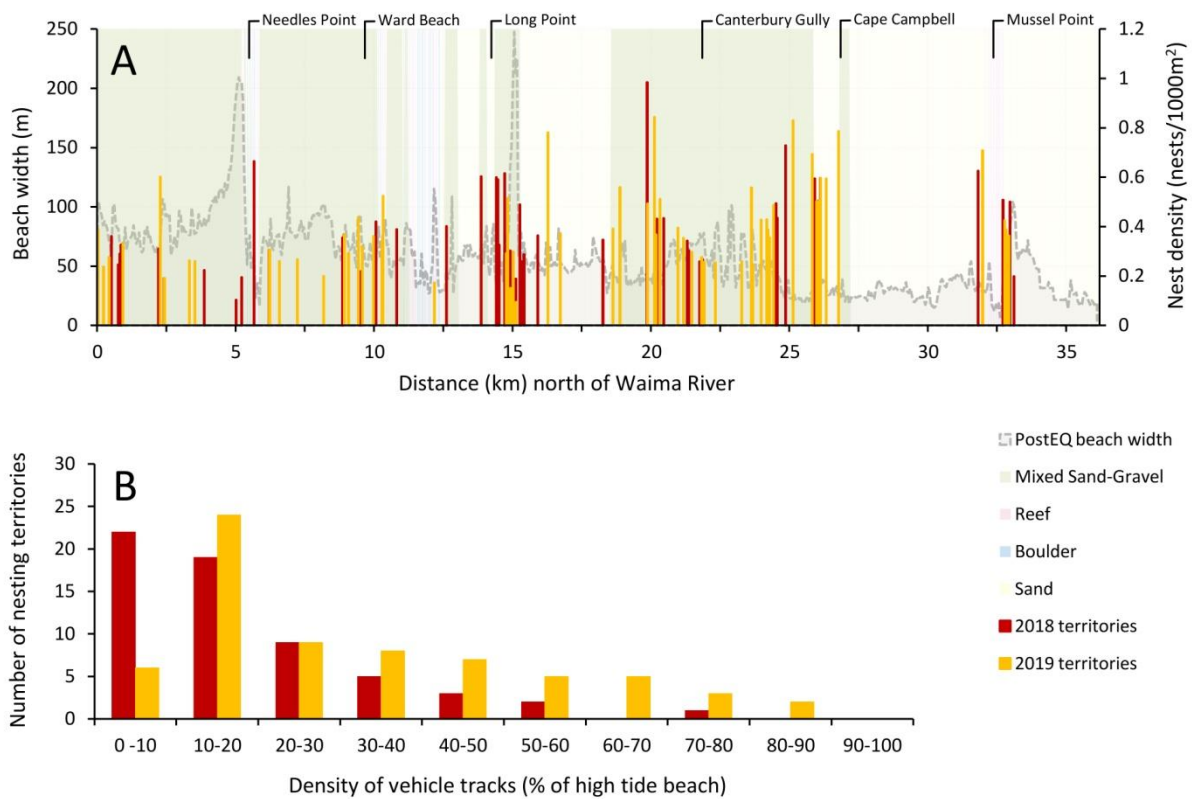 Needles Point Ward Beach Long Point Canterbury Gully Cape Campbell Mussel Point
A
Beach width (m)
250
200
150
100
50
0
Nest density (nests/1000m²)
1.2
1
0.8
0.6
0.4
0.2
0
0 5 10 15 20 25 30 35
Distance (km) north of Waima River
B
Number of nesting territories
30
25
20
15
10
5
0
0 -10 10-20 20-30 30-40 40-50 50-60 60-70 70-80 80-90 90-100
Density of vehicle tracks (% of high tide beach)
PostEQ beach width
Mixed Sand-Gravel
Reef
Boulder
Sand
2018 territories
2019 territories